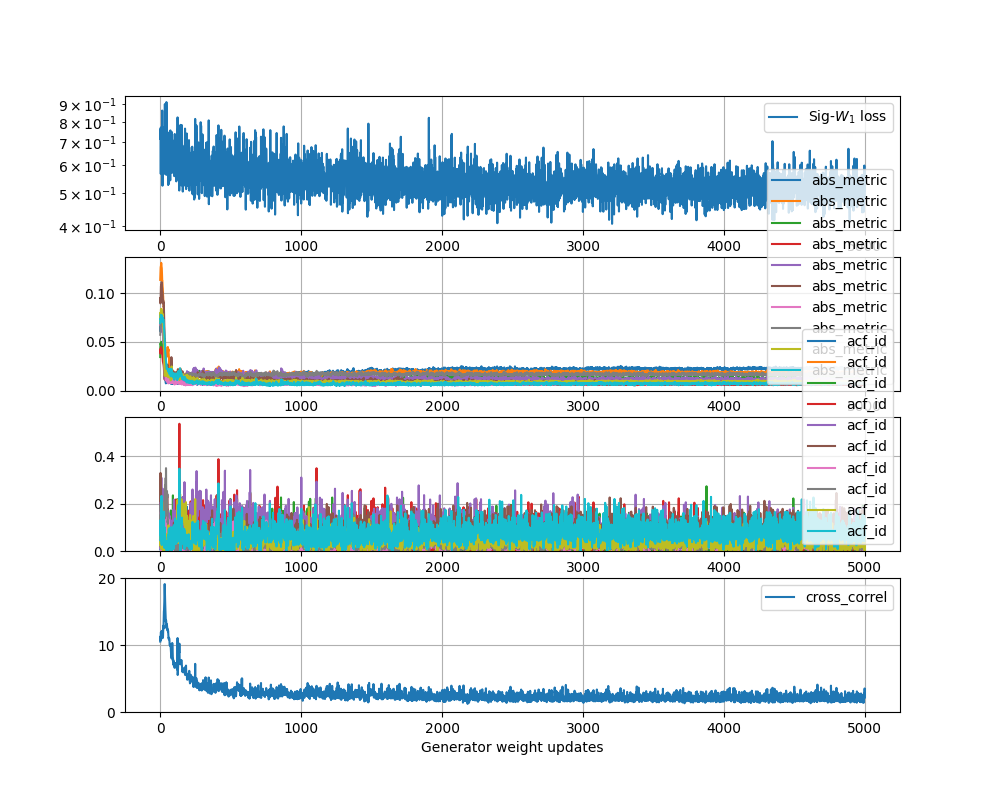 9 × 10⁻¹
8 × 10⁻¹
7 × 10⁻¹
6 × 10⁻¹
5 × 10⁻¹
4 × 10⁻¹
Sig-W₁ loss
0 1000 2000 3000 4000 5000
0.10
0.05
0.00
abs_metric
abs_metric
abs_metric
abs_metric
abs_metric
abs_metric
abs_metric
abs_metric
abs_metric
abs_metric
0 1000 2000 3000 4000 5000
0.4
0.2
0.0
acf_id
acf_id
acf_id
acf_id
acf_id
acf_id
acf_id
acf_id
acf_id
acf_id
0 1000 2000 3000 4000 5000
20
10
0
cross_correl
0 1000 2000 3000 4000 5000
Generator weight updates